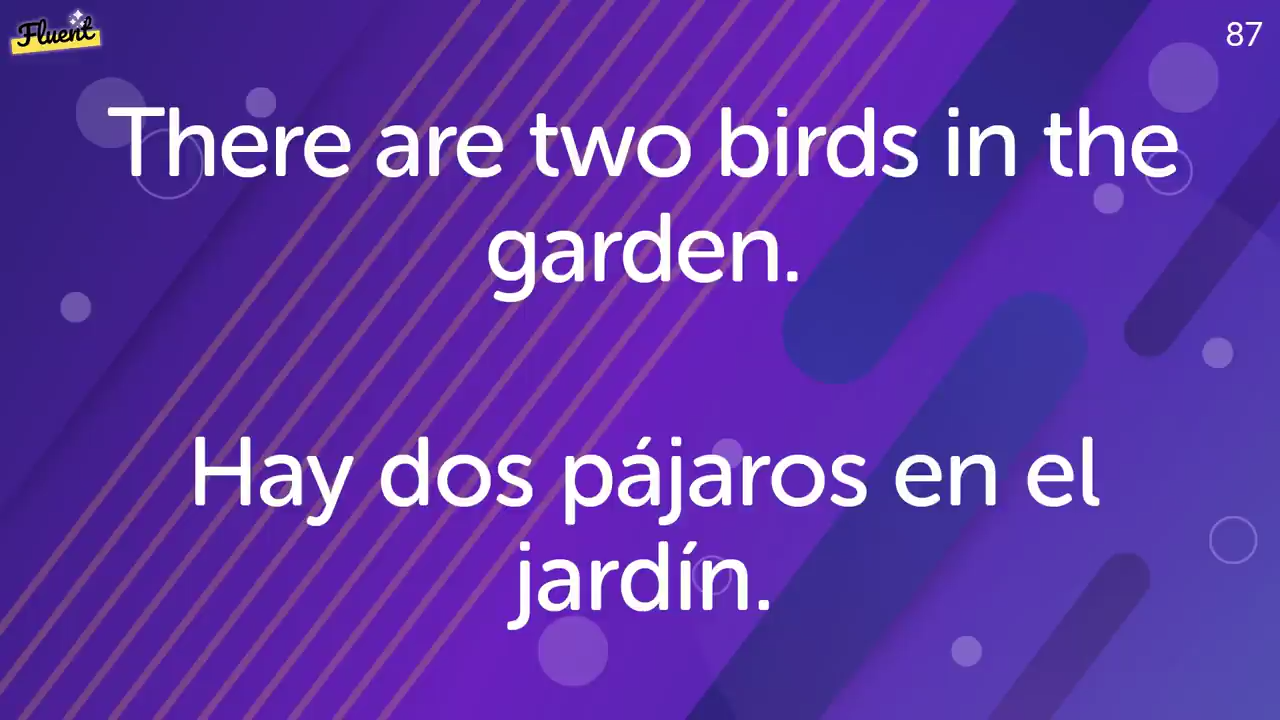 Fluent
87
There are two birds in the
garden.
Hay dos pájaros en el
jardín.